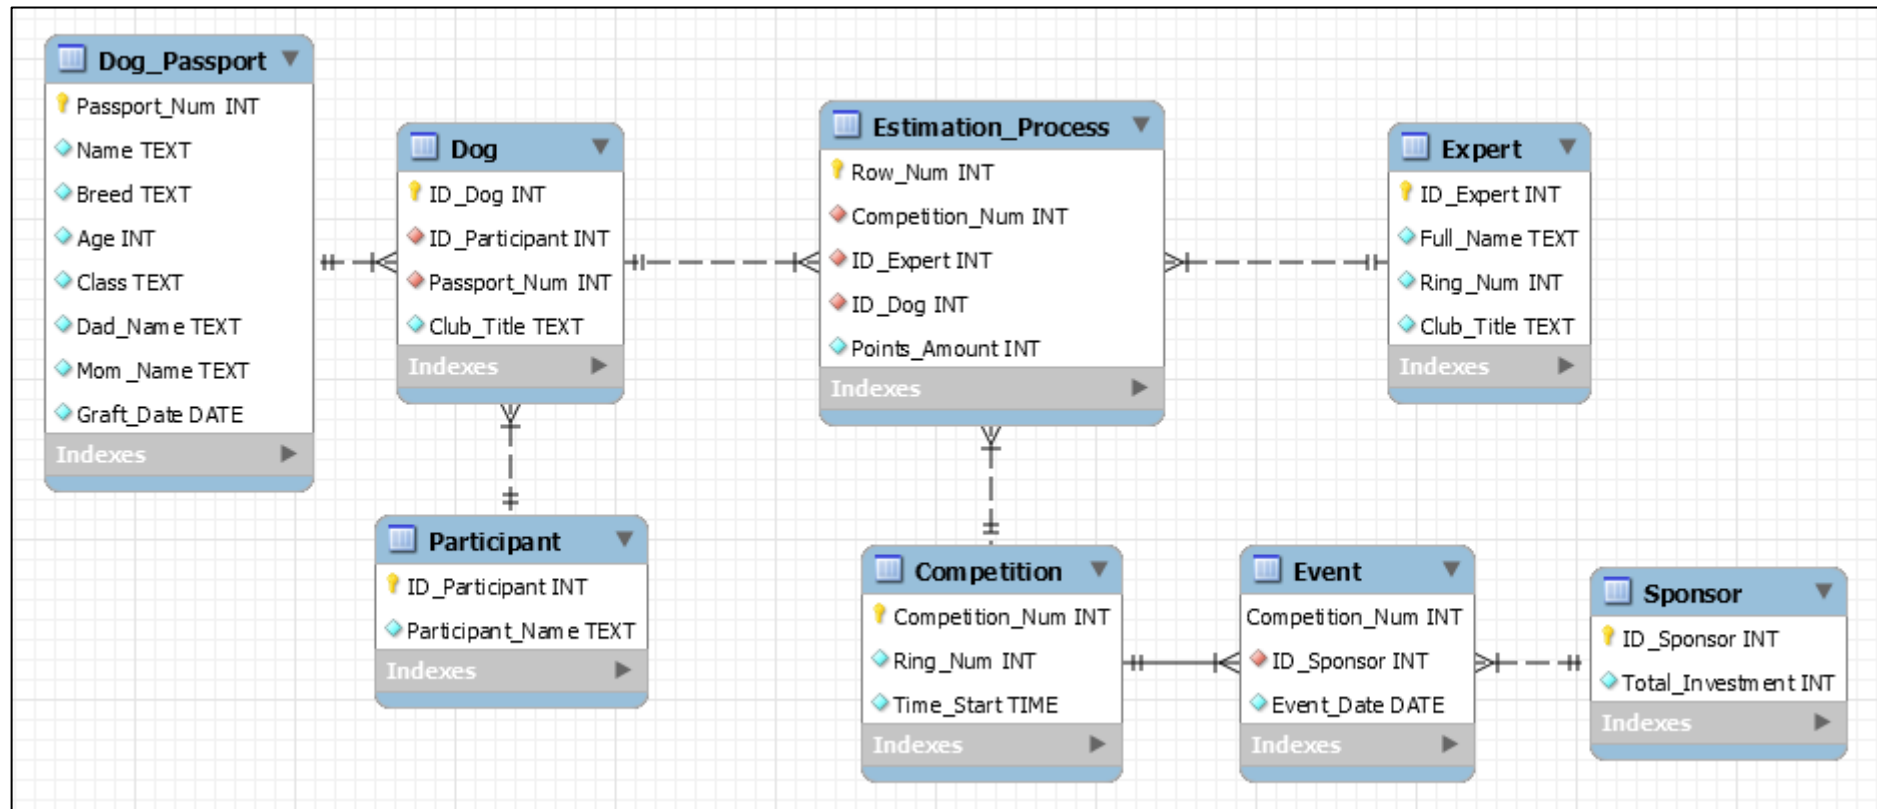 Dog_Passport
Passport_Num INT
Name TEXT
Breed TEXT
Age INT
Class TEXT
Dad_Name TEXT
Mom_Name TEXT
Graft_Date DATE
Indexes
Dog
ID_Dog INT
ID_Participant INT
Passport_Num INT
Club_Title TEXT
Indexes
Estimation_Process
Row_Num INT
Competition_Num INT
ID_Expert INT
ID_Dog INT
Points_Amount INT
Indexes
Expert
ID_Expert INT
Full_Name TEXT
Ring_Num INT
Club_Title TEXT
Indexes
Participant
ID_Participant INT
Participant_Name TEXT
Indexes
Competition
Competition_Num INT
Ring_Num INT
Time_Start TIME
Indexes
Event
Competition_Num INT
ID_Sponsor INT
Event_Date DATE
Indexes
Sponsor
ID_Sponsor INT
Total_Investment INT
Indexes